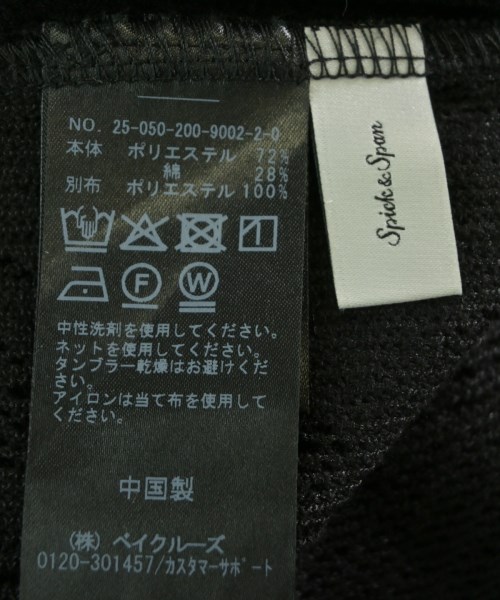 NO. 25-050-200-9002-2-0
本体 ポリエステル 72%
綿 28%
別布 ポリエステル 100%
F
W
中性洗剤を使用してください。
ネットを使用してください。
タンブラー乾燥はお避けくだ
さい。
アイロンは当て布を使用して
ください。
中国製
(株) ベイクルーズ
0120-301457/カスタマーサポート
Spick&Span